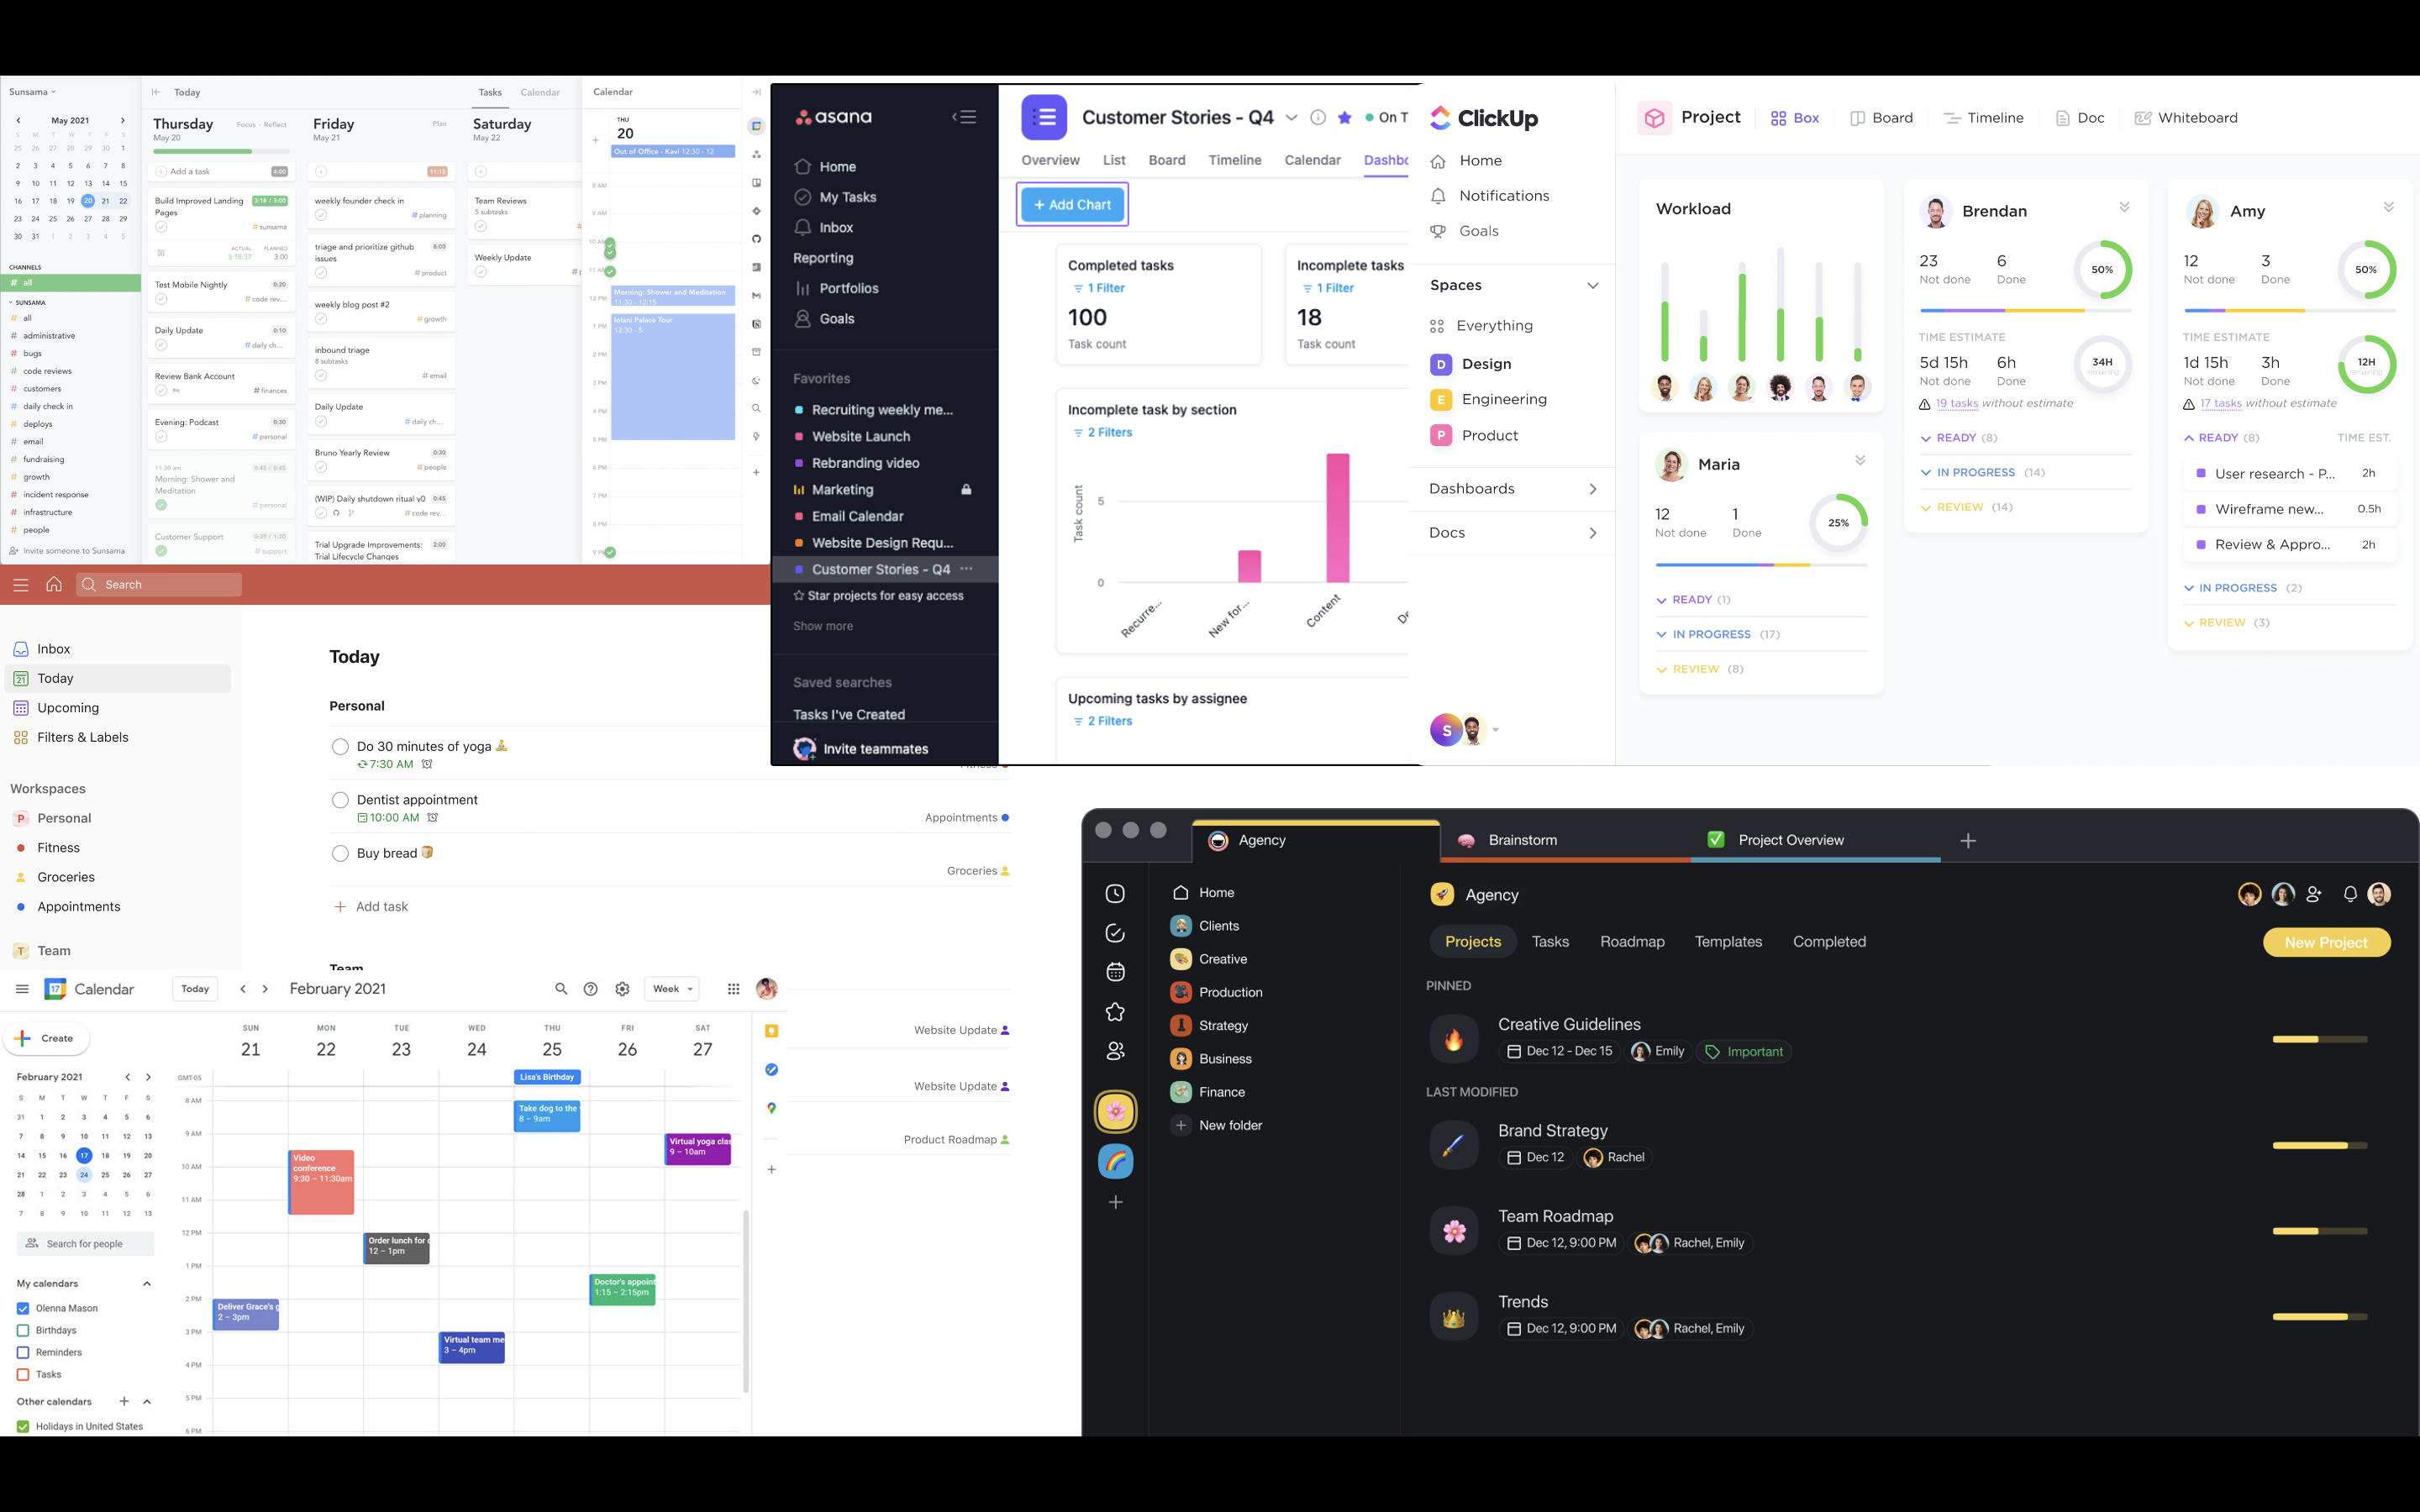 Sunsama
May 2021
S M T W T F S
25 26 27 28 29 30 1
2 3 4 5 6 7 8
9 10 11 12 13 14 15
16 17 18 19 20 21 22
23 24 25 26 27 28 29
30 31 1 2 3 4 5
CHANNELS
# all
SUNSAMA
# all
# administrative
# bugs
# code reviews
# customers
# daily check in
# deploys
# email
# fundraising
# growth
# incident response
# infrastructure
# people
Invite someone to Sunsama
Today
Tasks Calendar
Thursday
May 20
Focus · Reflect
Add a task 4:00
Build Improved Landing Pages 3:18 / 3:00
# sunsama
ACTUAL PLANNED
3:18.37 3:00
Test Mobile Nightly 0:20
# code rev...
Daily Update 0:10
# daily ch...
Review Bank Account
# finances
Evening: Podcast 0:30
# personal
11:30 am 0:45 / 0:45
Morning: Shower and Meditation
# personal
Customer Support 0:39 / 1:30
# support
Friday
Plan
11:15
weekly founder check in
# planning
triage and prioritize github issues 8:00
# product
weekly blog post #2
# growth
inbound triage
8 subtasks
# email
Daily Update
# daily ch...
Bruno Yearly Review 0:30
# people
(WIP) Daily shutdown ritual v0 0:45
# code rev...
Trial Upgrade Improvements: 2:00
Trial Lifecycle Changes
Saturday
May 22
Team Reviews
5 subtasks
#
Weekly Update
Calendar
THU
20
Out of Office - Kavi 12:30 - 12
8 AM
9 AM
10 AM
11 AM
12 PM
1 PM
2 PM
3 PM
4 PM
5 PM
6 PM
7 PM
8 PM
9 PM
Morning: Shower and Meditation
11:30 - 12:15
Iolani Palace Tour
12:30 - 5
asana
Home
My Tasks
Inbox
Reporting
Portfolios
Goals
Favorites
Recruiting weekly me...
Website Launch
Rebranding video
Marketing
Email Calendar
Website Design Requ...
Customer Stories - Q4 ···
Star projects for easy access
Show more
Saved searches
Tasks I've Created
Invite teammates
Customer Stories - Q4
On T
Overview List Board Timeline Calendar Dashbo
+ Add Chart
Completed tasks
1 Filter
100
Task count
Incomplete tasks
1 Filter
18
Task count
Incomplete task by section
2 Filters
Task count
5
0
Recurre... New for... Content
Upcoming tasks by assignee
2 Filters
ClickUp
Home
Notifications
Goals
Spaces
Everything
D Design
E Engineering
P Product
Dashboards
Docs
S
Project Box Board Timeline Doc Whiteboard
Workload
Maria
12 1
Not done Done
25%
READY (1)
IN PROGRESS (17)
REVIEW (8)
Brendan
23 6
Not done Done
50%
TIME ESTIMATE
5d 15h 6h
Not done Done
34H
remaining
19 tasks without estimate
READY (8)
IN PROGRESS (14)
REVIEW (14)
Amy
12 3
Not done Done
50%
TIME ESTIMATE
1d 15h 3h
Not done Done
12H
remaining
17 tasks without estimate
READY (8) TIME EST.
User research - P... 2h
Wireframe new... 0.5h
Review & Appro... 2h
IN PROGRESS (2)
REVIEW (3)
Search
Inbox
21 Today
Upcoming
Filters & Labels
Workspaces
P Personal
Fitness
Groceries
Appointments
T Team
Today
Personal
Do 30 minutes of yoga 🧘
7:30 AM
Fitness
Dentist appointment
10:00 AM
Appointments
Buy bread 🍞
Groceries
+ Add task
Team
Website Update
Website Update
Product Roadmap
17 Calendar Today February 2021 Week
Create
February 2021
S M T W T F S
31 1 2 3 4 5 6
7 8 9 10 11 12 13
14 15 16 17 18 19 20
21 22 23 24 25 26 27
28 1 2 3 4 5 6
7 8 9 10 11 12 13
Search for people
My calendars
Olenna Mason
Birthdays
Reminders
Tasks
Other calendars
Holidays in United States
SUN MON TUE WED THU FRI SAT
21 22 23 24 25 26 27
GMT-05
Lisa's Birthday
8 AM
9 AM
10 AM
11 AM
12 PM
1 PM
2 PM
3 PM
4 PM
5 PM
6 PM
Take dog to the
8 – 9am
Virtual yoga clas
9 – 10am
Video conference
9:30 – 11:30am
Order lunch for
12 – 1pm
Doctor's appoint
1:15 – 2:15pm
Deliver Grace's g
2 – 3pm
Virtual team me
3 – 4pm
Agency
Brainstorm
Project Overview
Home
Clients
Creative
Production
Strategy
Business
Finance
New folder
Agency
Projects Tasks Roadmap Templates Completed
New Project
PINNED
Creative Guidelines
Dec 12 - Dec 15 Emily Important
LAST MODIFIED
Brand Strategy
Dec 12 Rachel
Team Roadmap
Dec 12, 9:00 PM Rachel, Emily
Trends
Dec 12, 9:00 PM Rachel, Emily